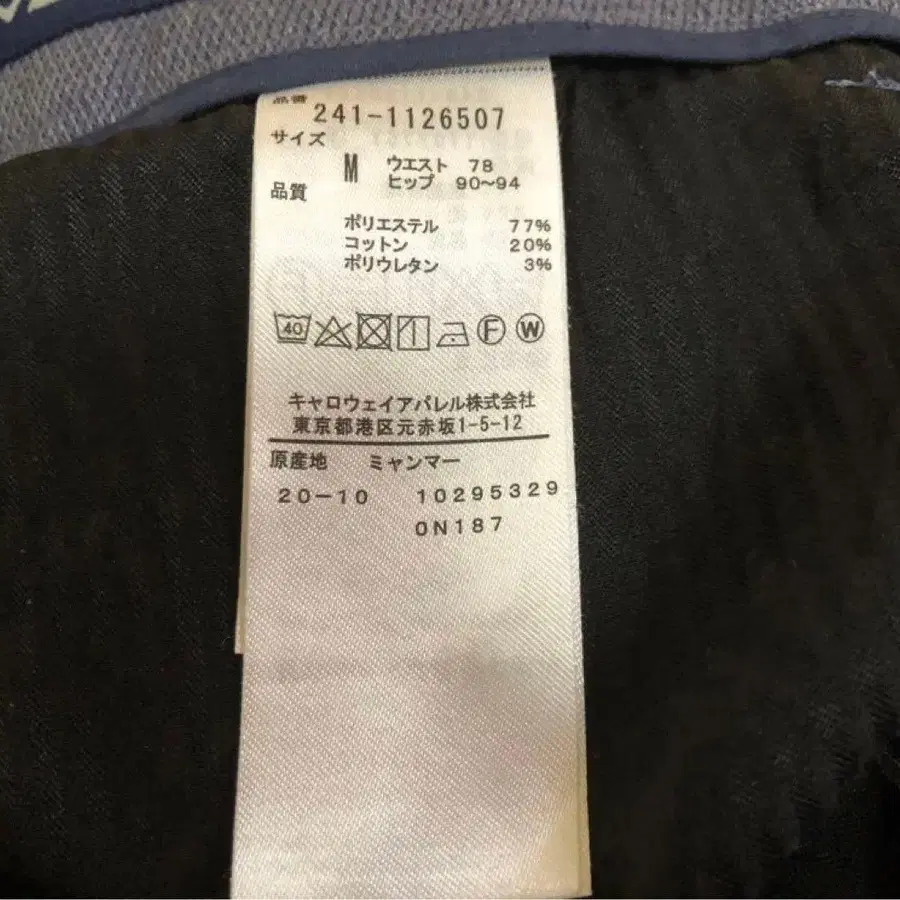 品番
241-1126507
サイズ
M ウエスト 78
ヒップ 90~94
品質
ポリエステル 77%
コットン 20%
ポリウレタン 3%
40 F W
キャロウェイアパレル株式会社
東京都港区元赤坂1-5-12
原産地 ミャンマー
20-10 10295329
0N187